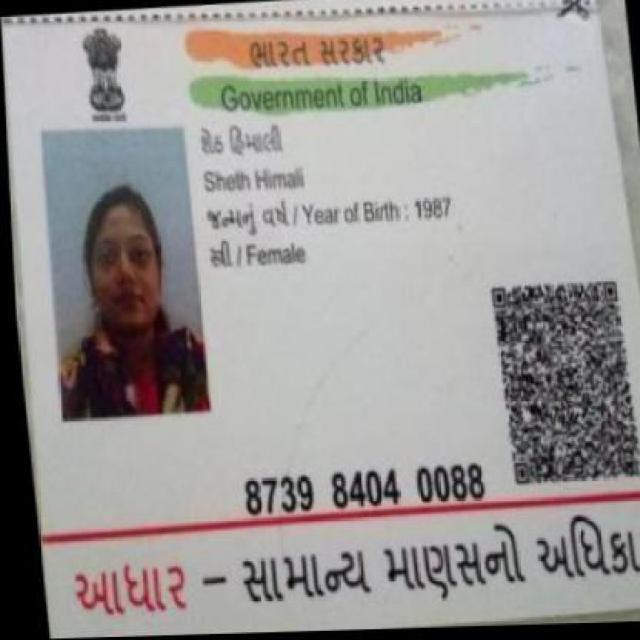 ભારત સરકાર
Government of India
શેઠ હિમાલી
Sheth Himali
જન્મનું વર્ષ / Year of Birth : 1987
સ્ત્રી / Female
8739 8404 0088
આધાર – સામાન્ય માણસનો અધિકા